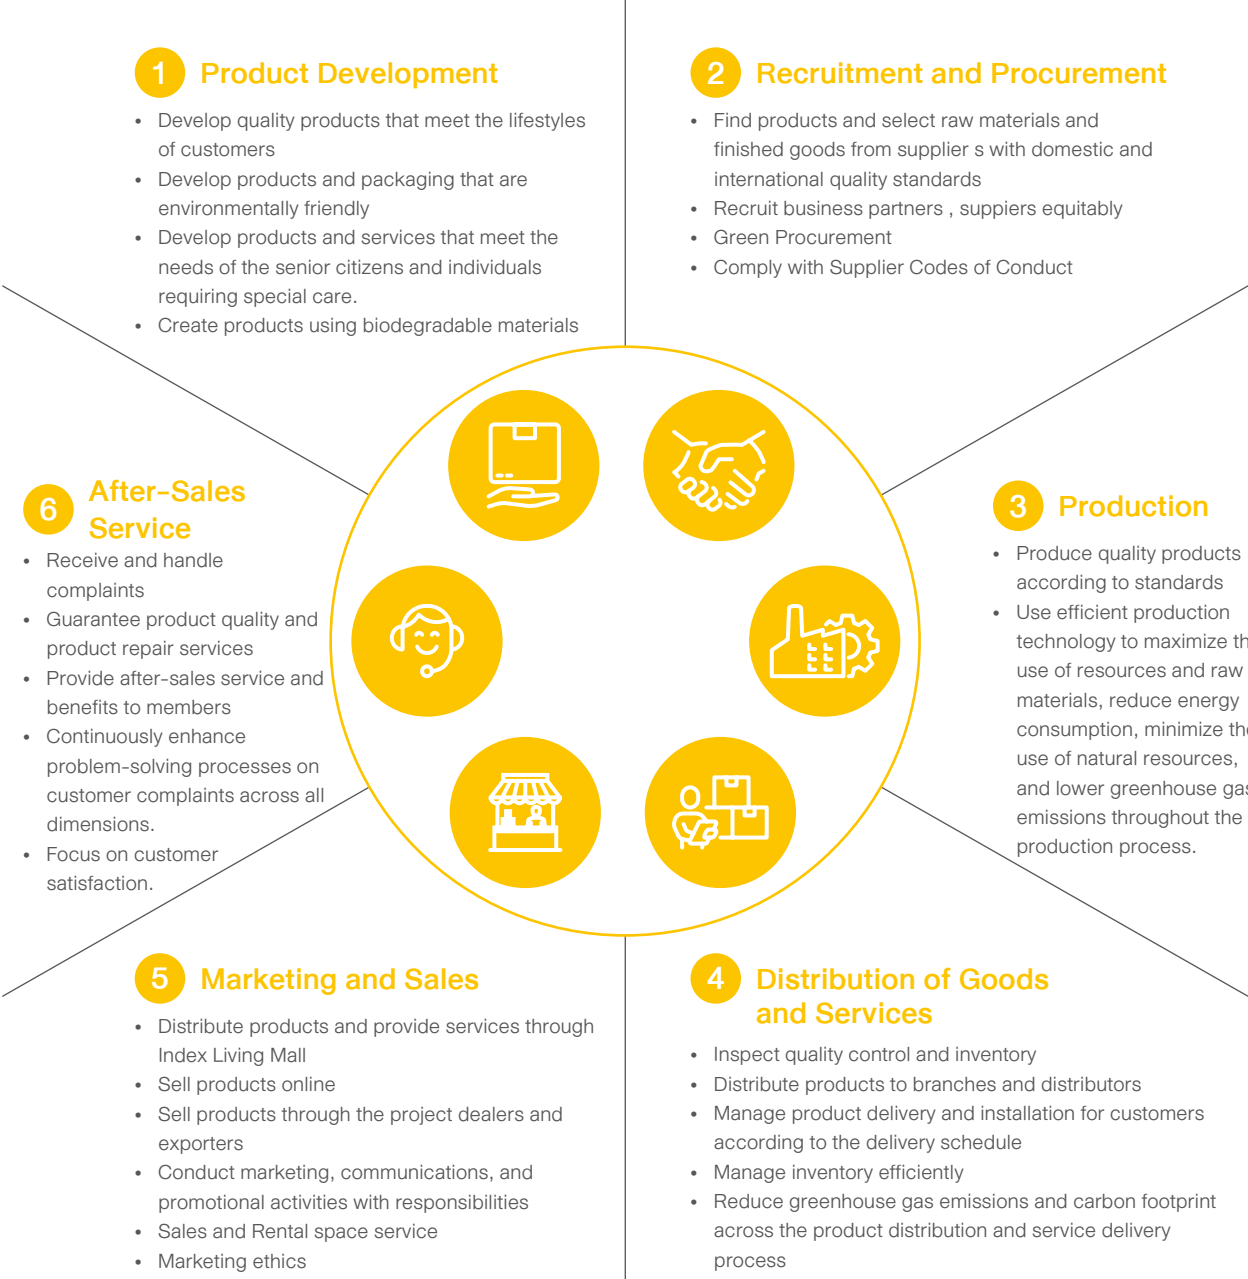 1 Product Development
• Develop quality products that meet the lifestyles
of customers
• Develop products and packaging that are
environmentally friendly
• Develop products and services that meet the
needs of the senior citizens and individuals
requiring special care.
• Create products using biodegradable materials
2 Recruitment and Procurement
• Find products and select raw materials and
finished goods from supplier s with domestic and
international quality standards
• Recruit business partners , suppiers equitably
• Green Procurement
• Comply with Supplier Codes of Conduct
3 Production
• Produce quality products
according to standards
• Use efficient production
technology to maximize th
use of resources and raw
materials, reduce energy
consumption, minimize the
use of natural resources,
and lower greenhouse gas
emissions throughout the
production process.
4 Distribution of Goods
and Services
• Inspect quality control and inventory
• Distribute products to branches and distributors
• Manage product delivery and installation for customers
according to the delivery schedule
• Manage inventory efficiently
• Reduce greenhouse gas emissions and carbon footprint
across the product distribution and service delivery
process
5 Marketing and Sales
• Distribute products and provide services through
Index Living Mall
• Sell products online
• Sell products through the project dealers and
exporters
• Conduct marketing, communications, and
promotional activities with responsibilities
• Sales and Rental space service
• Marketing ethics
6 After-Sales
Service
• Receive and handle
complaints
• Guarantee product quality and
product repair services
• Provide after-sales service and
benefits to members
• Continuously enhance
problem-solving processes on
customer complaints across all
dimensions.
• Focus on customer
satisfaction.